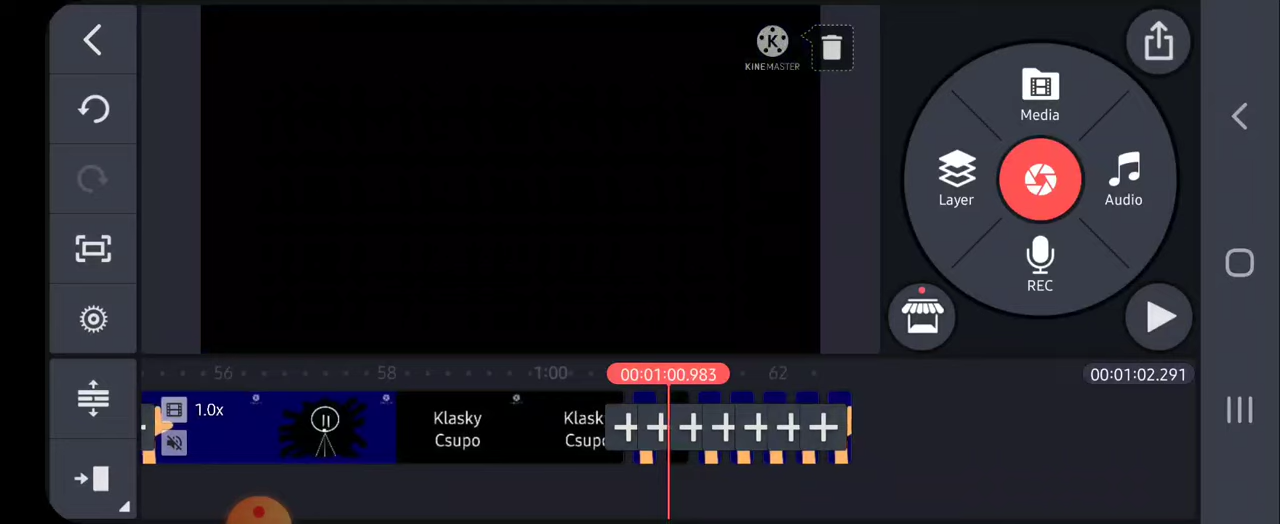 KINEMASTER
Media
Layer
Audio
REC
56
58
1:00
00:01:00.983
62
00:01:02.291
1.0x
Klasky
Csupo
Klask
Csupo